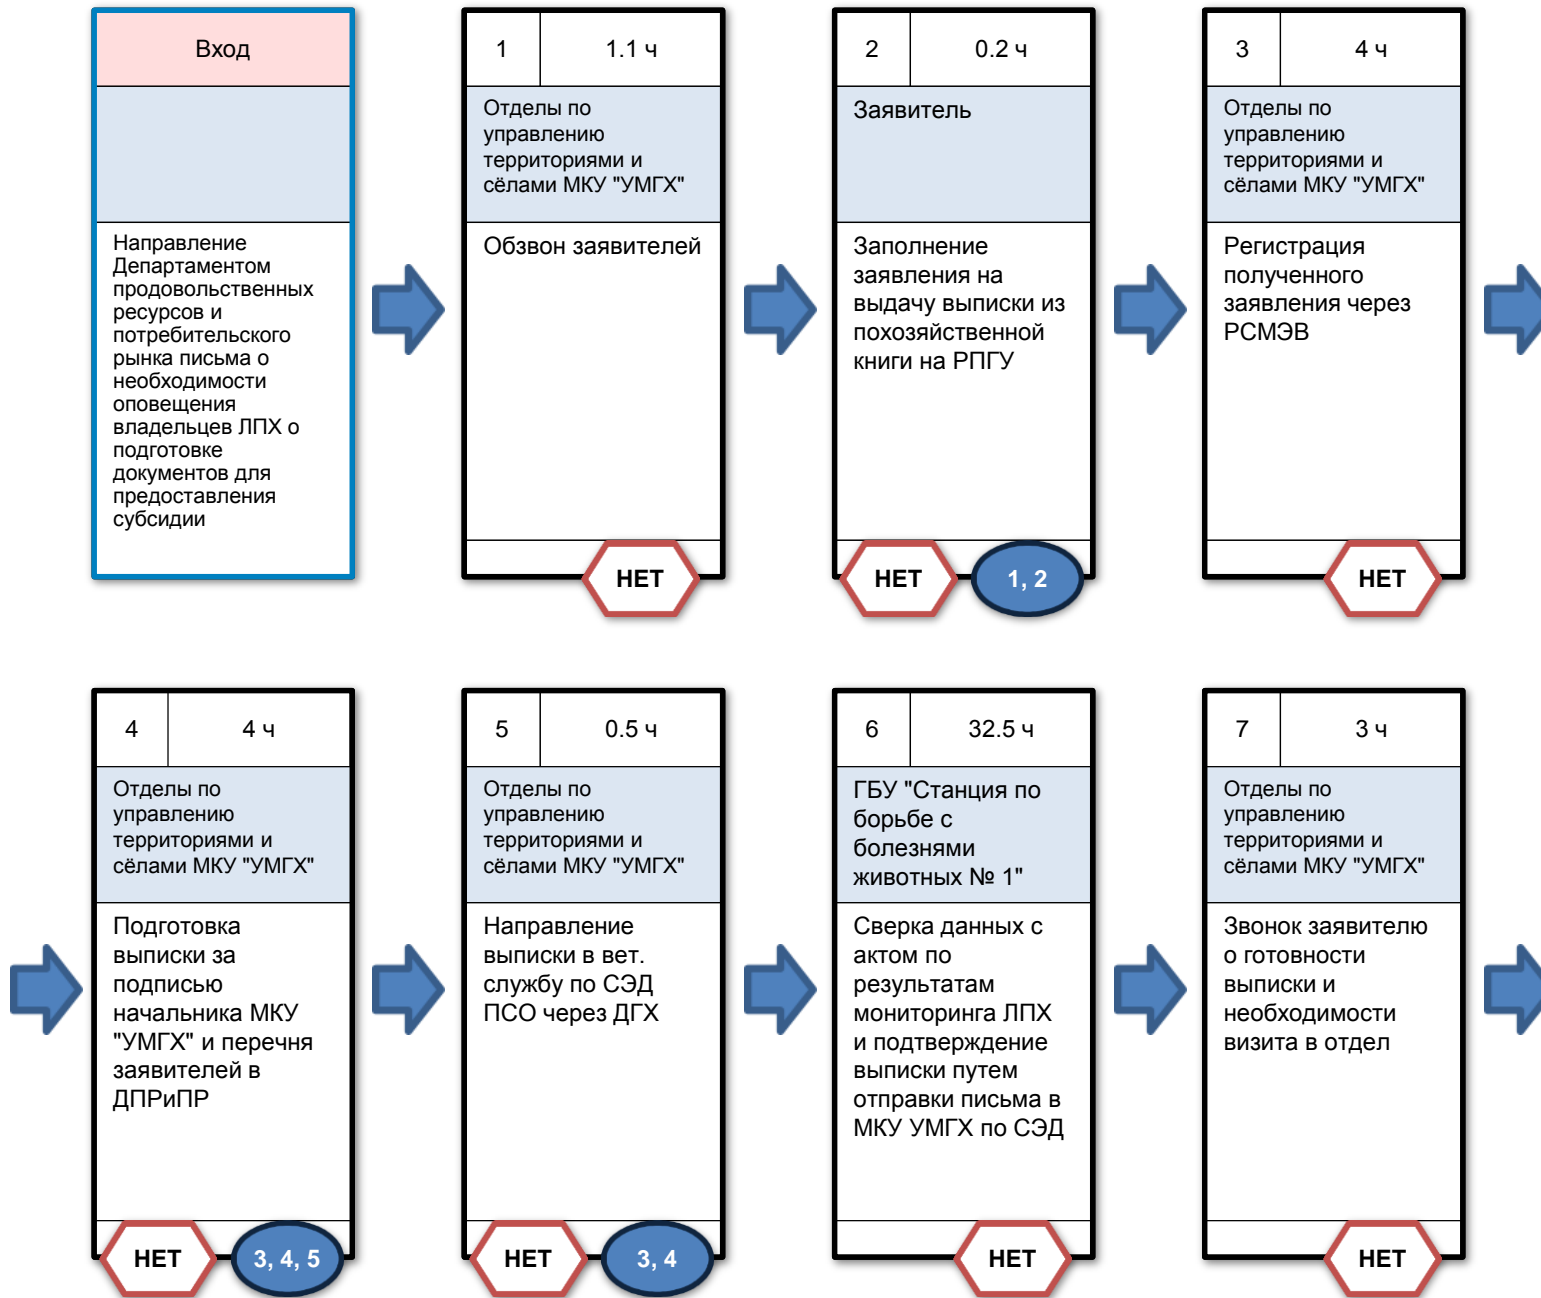 Вход
Направление
Департаментом
продовольственных
ресурсов и
потребительского
рынка письма о
необходимости
оповещения
владельцев ЛПХ о
подготовке
документов для
предоставления
субсидии
1
1.1 ч
Отделы по
управлению
территориями и
сёлами МКУ "УМГХ"
Обзвон заявителей
НЕТ
2
0.2 ч
Заявитель
Заполнение
заявления на
выдачу выписки из
похозяйственной
книги на РПГУ
НЕТ
1, 2
3
4 ч
Отделы по
управлению
территориями и
сёлами МКУ "УМГХ"
Регистрация
полученного
заявления через
РСМЭВ
НЕТ
4
4 ч
Отделы по
управлению
территориями и
сёлами МКУ "УМГХ"
Подготовка
выписки за
подписью
начальника МКУ
"УМГХ" и перечня
заявителей в
ДПРиПР
НЕТ
3, 4, 5
5
0.5 ч
Отделы по
управлению
территориями и
сёлами МКУ "УМГХ"
Направление
выписки в вет.
службу по СЭД
ПСО через ДГХ
НЕТ
3, 4
6
32.5 ч
ГБУ "Станция по
борьбе с
болезнями
животных № 1"
Сверка данных с
актом по
результатам
мониторинга ЛПХ
и подтверждение
выписки путем
отправки письма в
МКУ УМГХ по СЭД
НЕТ
7
3 ч
Отделы по
управлению
территориями и
сёлами МКУ "УМГХ"
Звонок заявителю
о готовности
выписки и
необходимости
визита в отдел
НЕТ